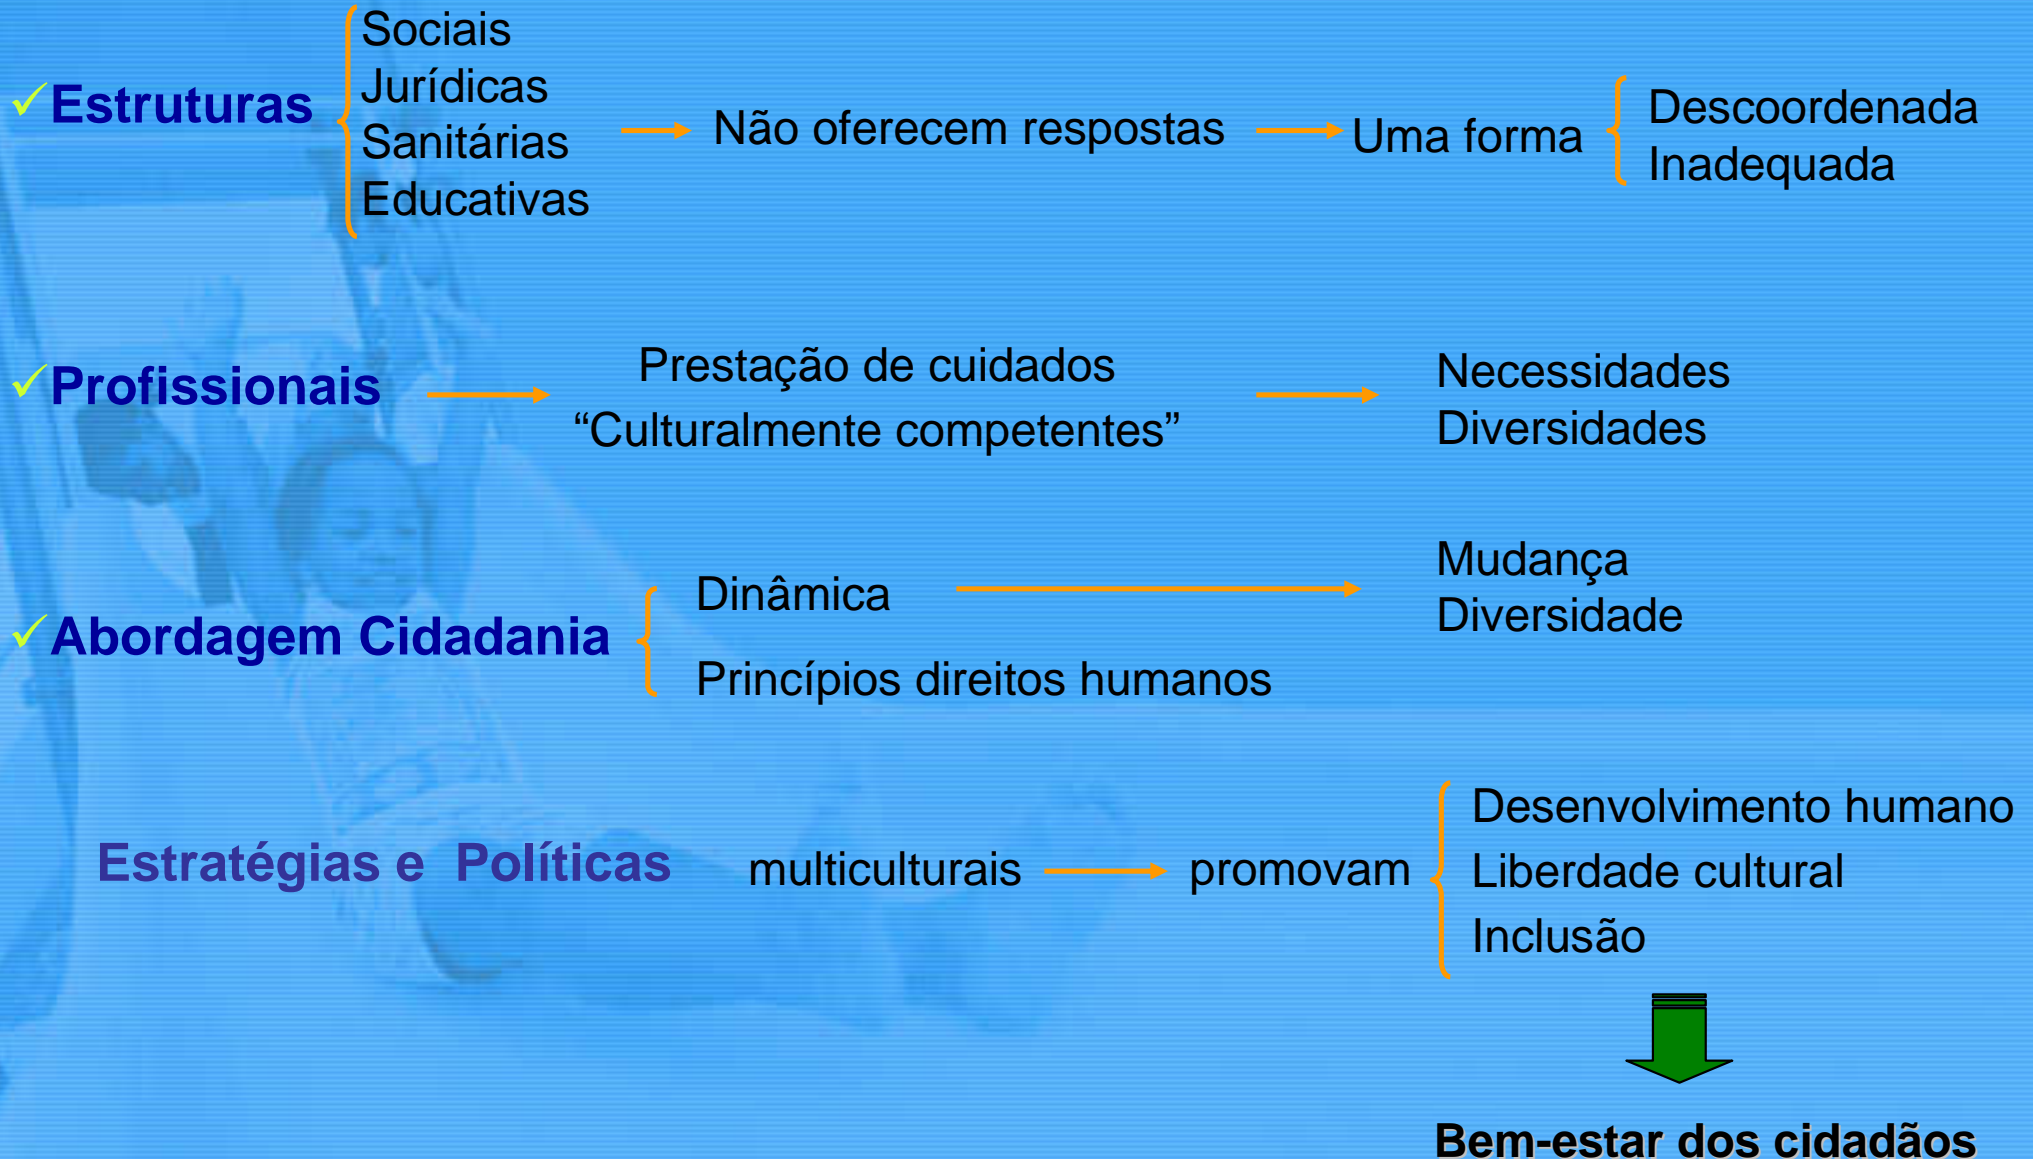 Estruturas
Sociais
Jurídicas
Sanitárias
Educativas
Não oferecem respostas
Uma forma
Descoordenada
Inadequada
Profissionais
Prestação de cuidados
“Culturalmente competentes”
Necessidades
Diversidades
Abordagem Cidadania
Dinâmica
Princípios direitos humanos
Mudança
Diversidade
Estratégias e  Políticas
multiculturais
promovam
Desenvolvimento humano
Liberdade cultural
Inclusão
Bem-estar dos cidadãos